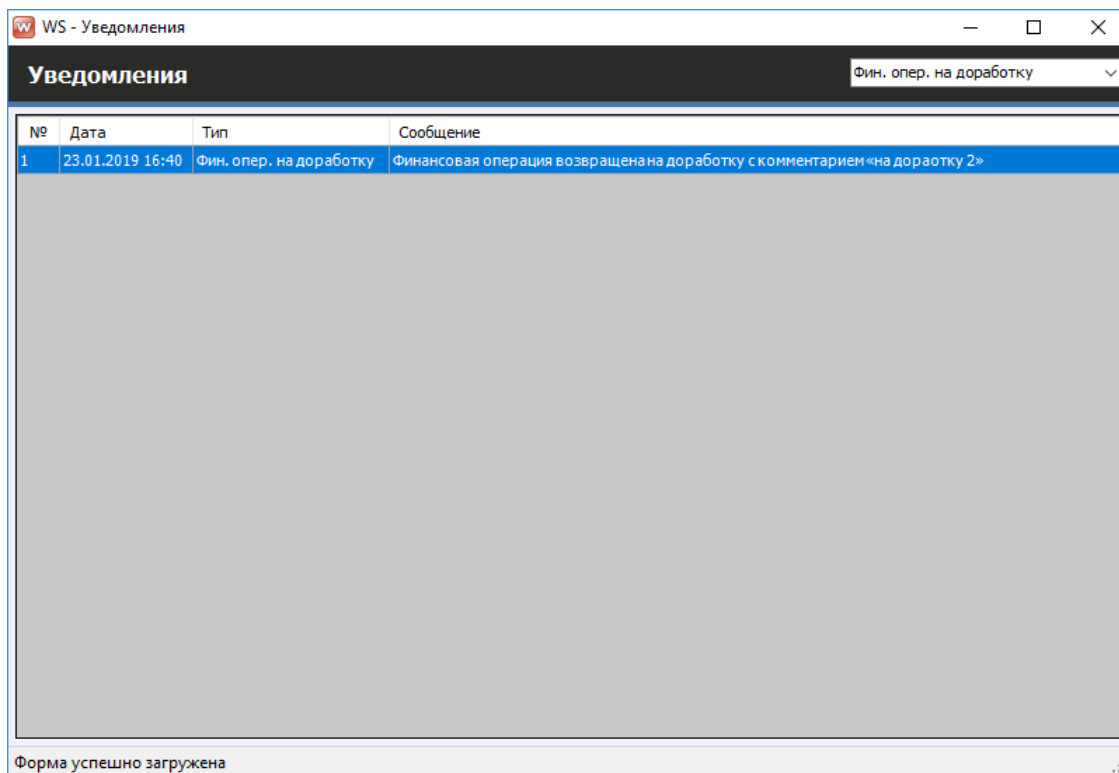 WS - Уведомления
Уведомления
Фин. опер. на доработку
№ Дата Тип Сообщение
1 23.01.2019 16:40 Фин. опер. на доработку Финансовая операция возвращена на доработку с комментарием «на дораотку 2»
Форма успешно загружена